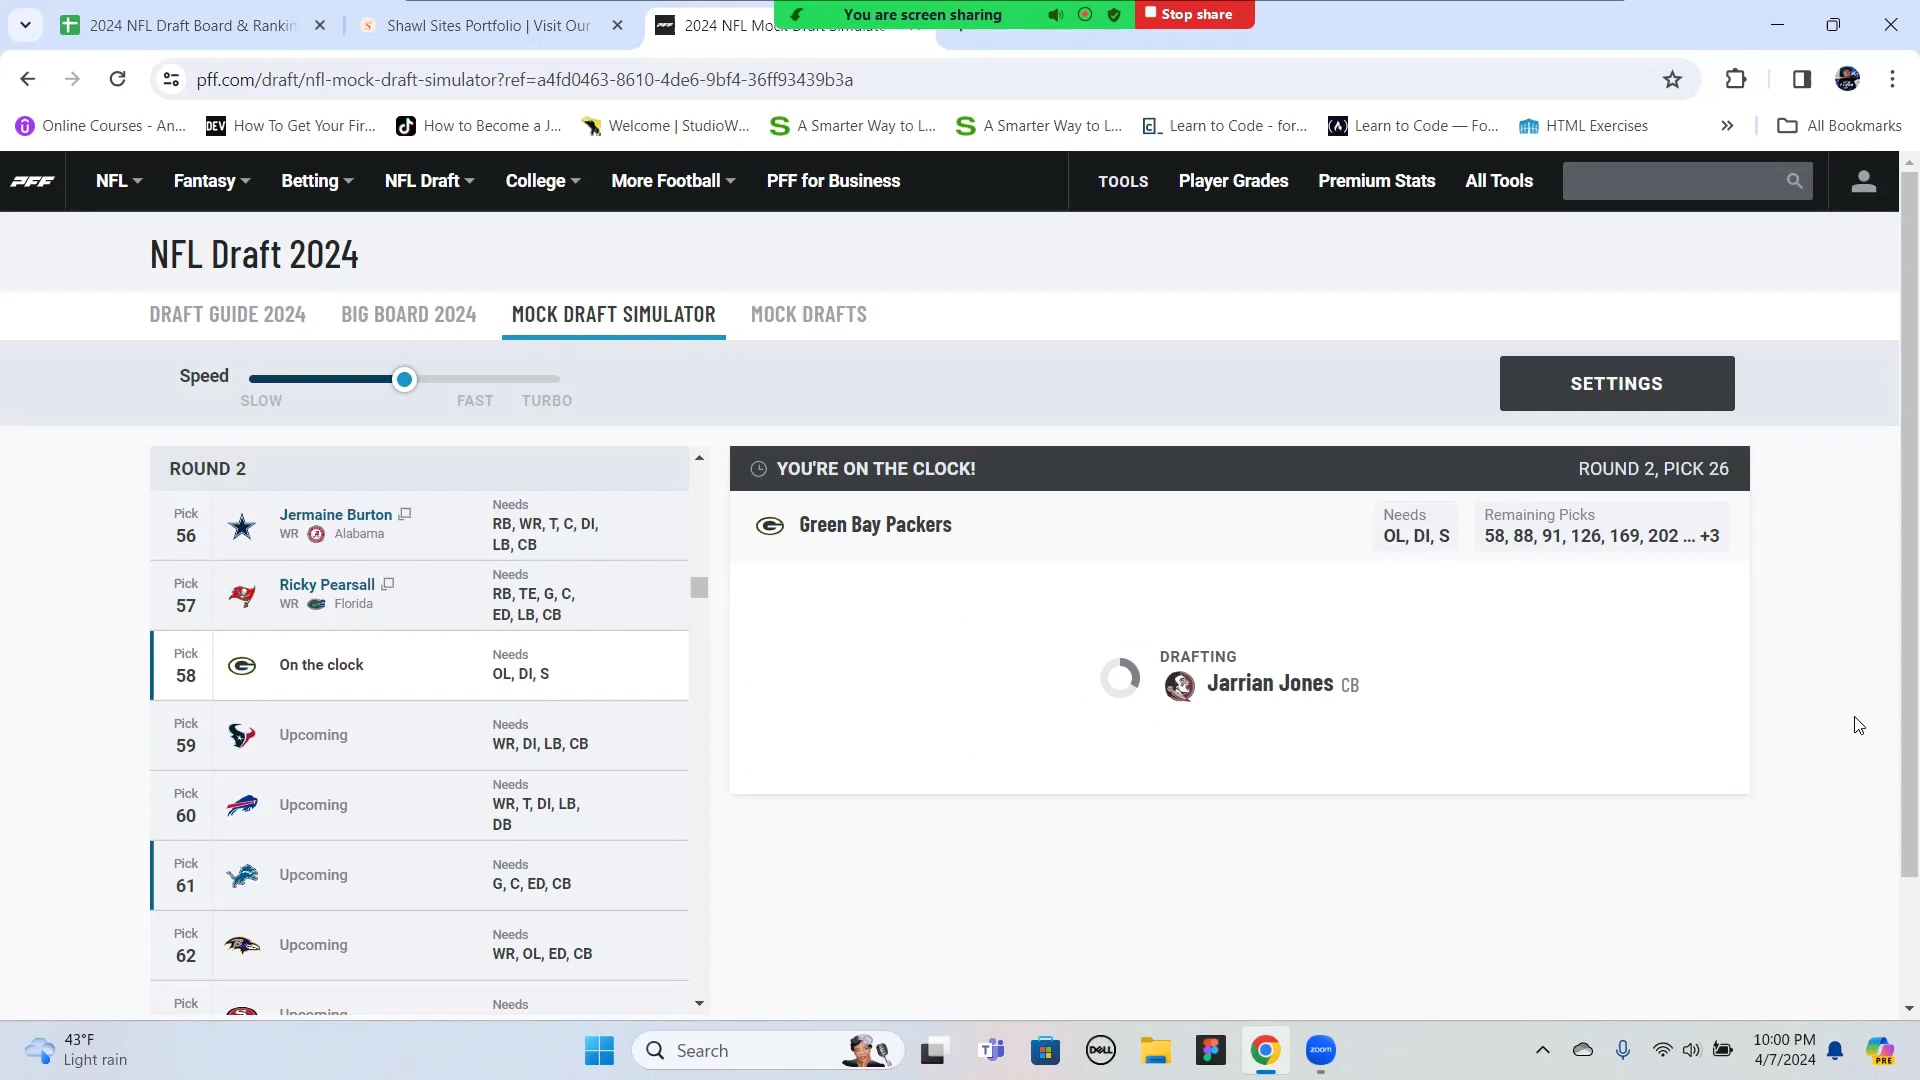 2024 NFL Draft Board & Rankin
Shawl Sites Portfolio | Visit Our
2024 NFL Mock Draft Simulate
You are screen sharing
Stop share
pff.com/draft/nfl-mock-draft-simulator?ref=a4fd0463-8610-4de6-9bf4-36ff93439b3a
Online Courses - An...
DEV
How To Get Your Fir...
How to Become a J...
Welcome | StudioW...
A Smarter Way to L...
A Smarter Way to L...
Learn to Code - for...
Learn to Code — Fo...
HTML Exercises
All Bookmarks
PFF
NFL
Fantasy
Betting
NFL Draft
College
More Football
PFF for Business
TOOLS
Player Grades
Premium Stats
All Tools
NFL Draft 2024
DRAFT GUIDE 2024
BIG BOARD 2024
MOCK DRAFT SIMULATOR
MOCK DRAFTS
Speed
SLOW
FAST
TURBO
SETTINGS
ROUND 2
Pick
56
Jermaine Burton
WR Alabama
Needs
RB, WR, T, C, DI,
LB, CB
Pick
57
Ricky Pearsall
WR Florida
Needs
RB, TE, G, C,
ED, LB, CB
Pick
58
On the clock
Needs
OL, DI, S
Pick
59
Upcoming
Needs
WR, DI, LB, CB
Pick
60
Upcoming
Needs
WR, T, DI, LB,
DB
Pick
61
Upcoming
Needs
G, C, ED, CB
Pick
62
Upcoming
Needs
WR, OL, ED, CB
Pick
Upcoming
Needs
YOU'RE ON THE CLOCK!
ROUND 2, PICK 26
Green Bay Packers
Needs
OL, DI, S
Remaining Picks
58, 88, 91, 126, 169, 202 ... +3
DRAFTING
Jarrian Jones CB
43°F
Light rain
Search
DELL
zoom
10:00 PM
4/7/2024
PRE